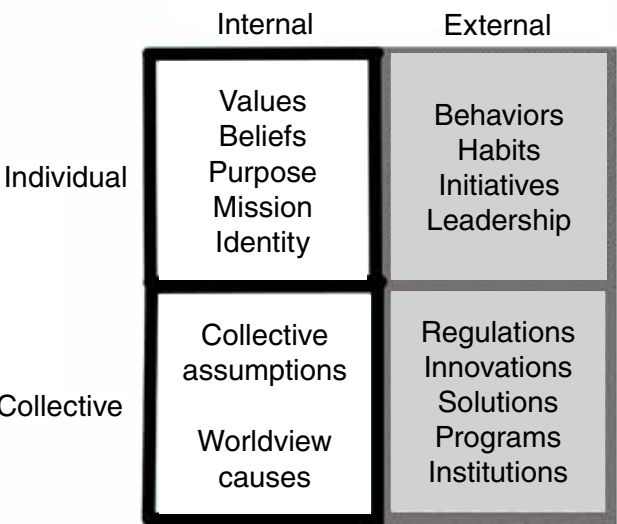 Internal
External
Individual
Values
Beliefs
Purpose
Mission
Identity
Behaviors
Habits
Initiatives
Leadership
Collective
Collective
assumptions
Worldview
causes
Regulations
Innovations
Solutions
Programs
Institutions